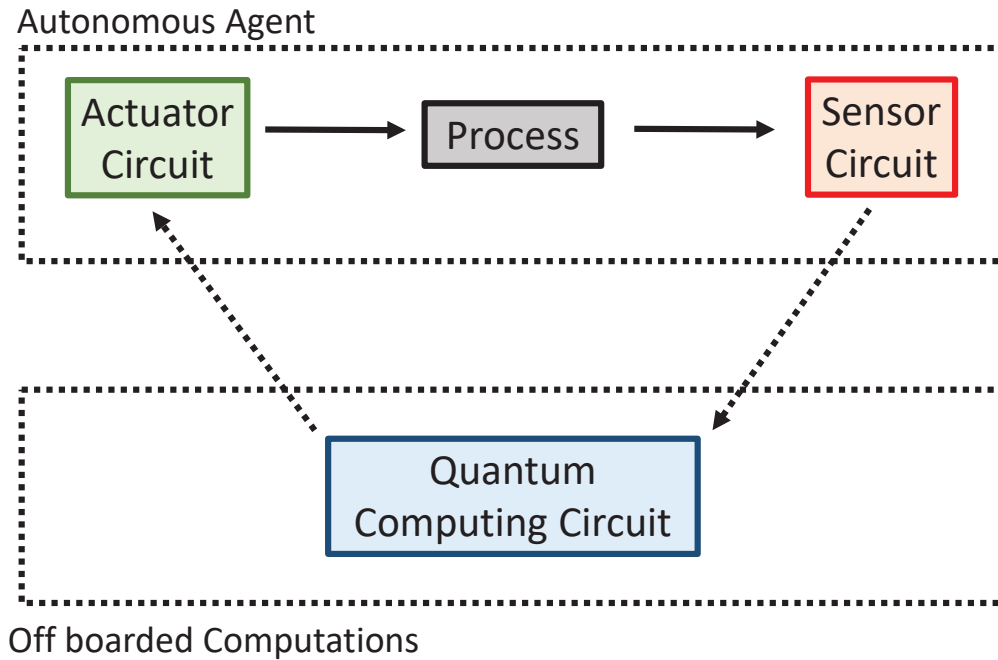 Autonomous Agent
Actuator
Circuit
Process
Sensor
Circuit
Quantum
Computing Circuit
Off boarded Computations